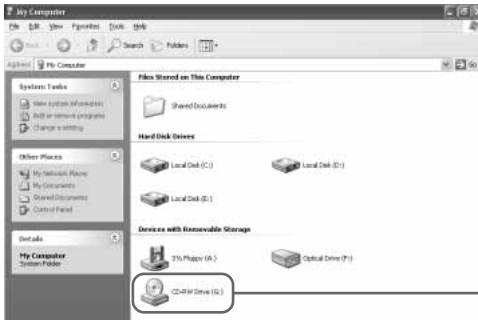 My Computer
File Edit View Favorites Tools Help
Back Search Folders
Address My Computer Go
System Tasks
View system information
Add or remove programs
Change a setting
Other Places
My Network Places
My Documents
Shared Documents
Control Panel
Details
My Computer
System Folder
Files Stored on This Computer
Shared Documents
Hard Disk Drives
Local Disk (C:)
Local Disk (D:)
Local Disk (E:)
Devices with Removable Storage
3½ Floppy (A:)
Optical Drive (F:)
CD-RW Drive (G:)